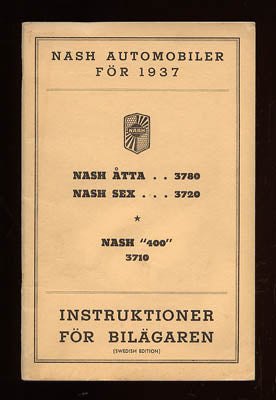 NASH AUTOMOBILER
FÖR 1937
NASH
NASH ÅTTA . . 3780
NASH SEX . . . 3720
★
NASH "400"
3710
INSTRUKTIONER
FÖR BILÄGAREN
(SWEDISH EDITION)